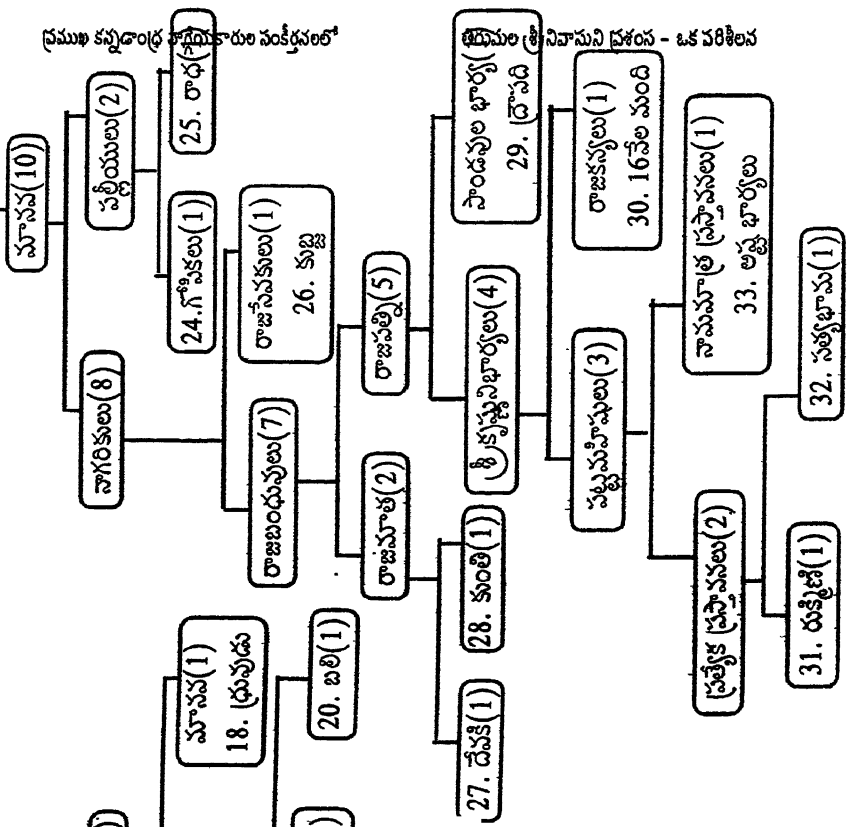 ప్రముఖ కన్నడాంధ్ర వాగ్గేయకారుల సంకీర్తనలలో
తిరుమల శ్రీ శ్రీనివాసుని ప్రశంస - ఒక పరిశీలన
మానవ(10)
పల్లీయులు(2)
నాగరికులు(8)
25. రాధ
24.గోపికలు(1)
రాజసేవకులు(1)
26. కుబ్జ
రాజబంధువులు(7)
రాజపత్ని(5)
రాజమాత(2)
పాండవుల భార్య
29. ద్రౌపది
శ్రీకృష్ణునిభార్యలు(4)
28. కుంతి(1)
27. దేవకి(1)
రాజకన్యలు(1)
30. 16వేల మంది
పట్టమహిషులు(3)
నామమాత్ర ప్రస్తావనలు(1)
33. అష్ట భార్యలు
ప్రత్యేక ప్రస్తావనలు(2)
32. సత్యభామ(1)
31. రుక్మిణి(1)
మానవ(1)
18. ధ్రువుడు
20. బలి(1)